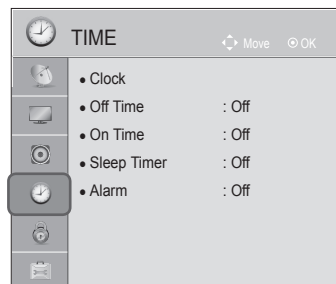 TIME
Move OK
• Clock
• Off Time : Off
• On Time : Off
• Sleep Timer : Off
• Alarm : Off